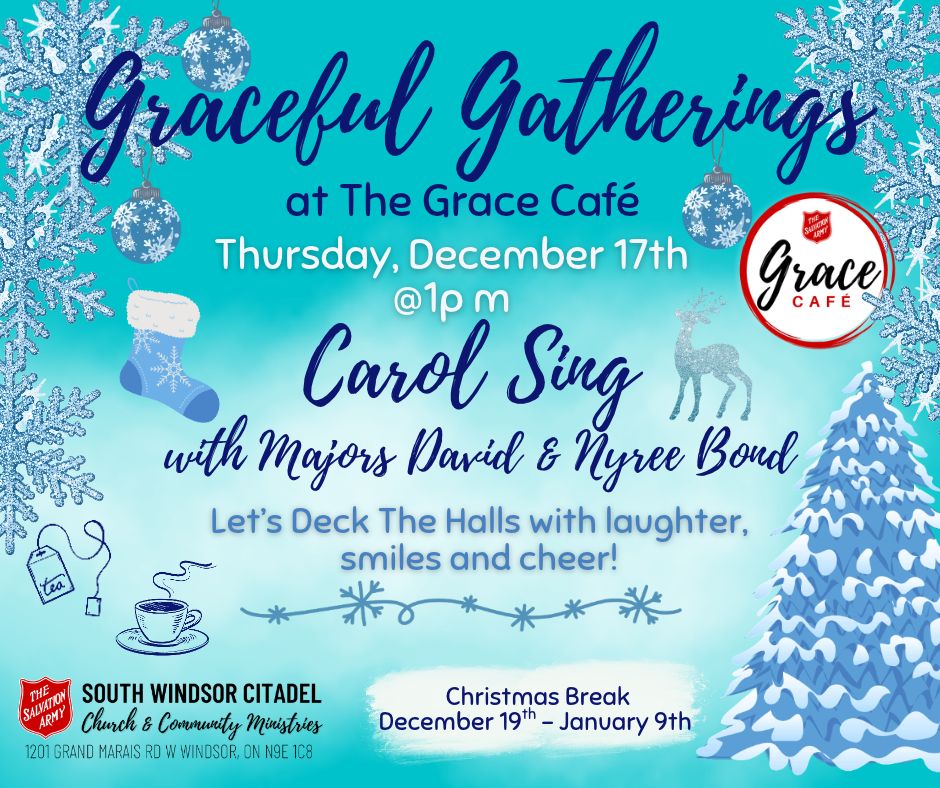 Graceful Gatherings
at The Grace Café
Thursday, December 17th
@1p m
THE
SALVATION
ARMY
Grace
CAFÉ
Carol Sing
with Majors David & Nyree Bond
Let's Deck The Halls with laughter,
smiles and cheer!
tea
THE
SALVATION
ARMY
SOUTH WINDSOR CITADEL
Church & Community Ministries
1201 GRAND MARAIS RD W WINDSOR, ON N9E 1C8
Christmas Break
December 19th – January 9th